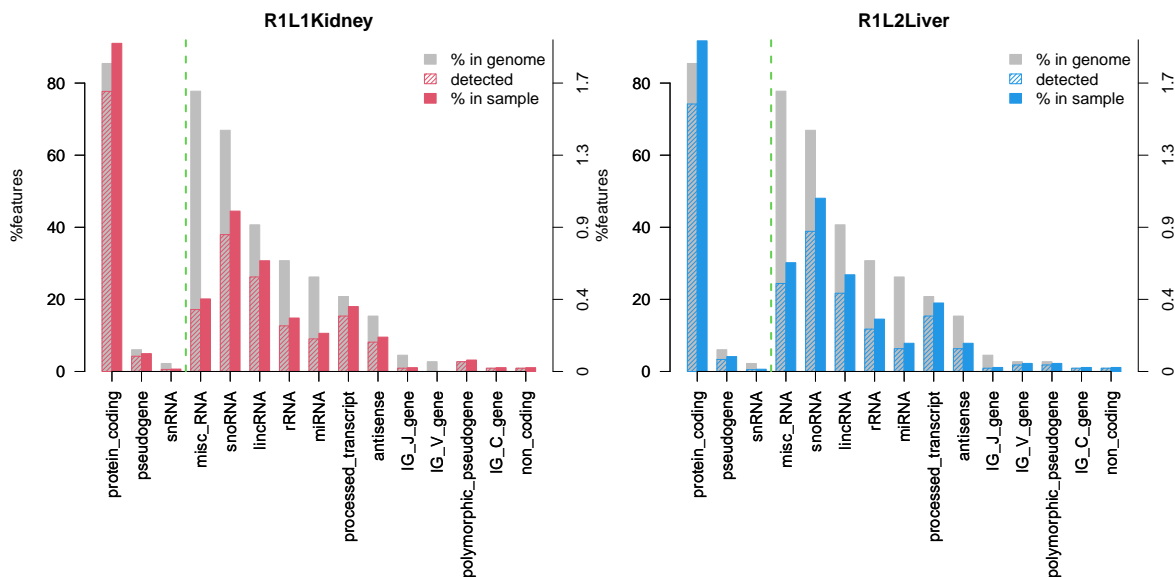 R1L1Kidney
% in genome
detected
% in sample
%features
0
20
40
60
80
0
0.4
0.9
1.3
1.7
protein_coding
pseudogene
snRNA
misc_RNA
snoRNA
lincRNA
rRNA
miRNA
processed_transcript
antisense
IG_J_gene
IG_V_gene
polymorphic_pseudogene
IG_C_gene
non_coding
R1L2Liver
% in genome
detected
% in sample
%features
0
20
40
60
80
0
0.4
0.9
1.3
1.7
protein_coding
pseudogene
snRNA
misc_RNA
snoRNA
lincRNA
rRNA
miRNA
processed_transcript
antisense
IG_J_gene
IG_V_gene
polymorphic_pseudogene
IG_C_gene
non_coding